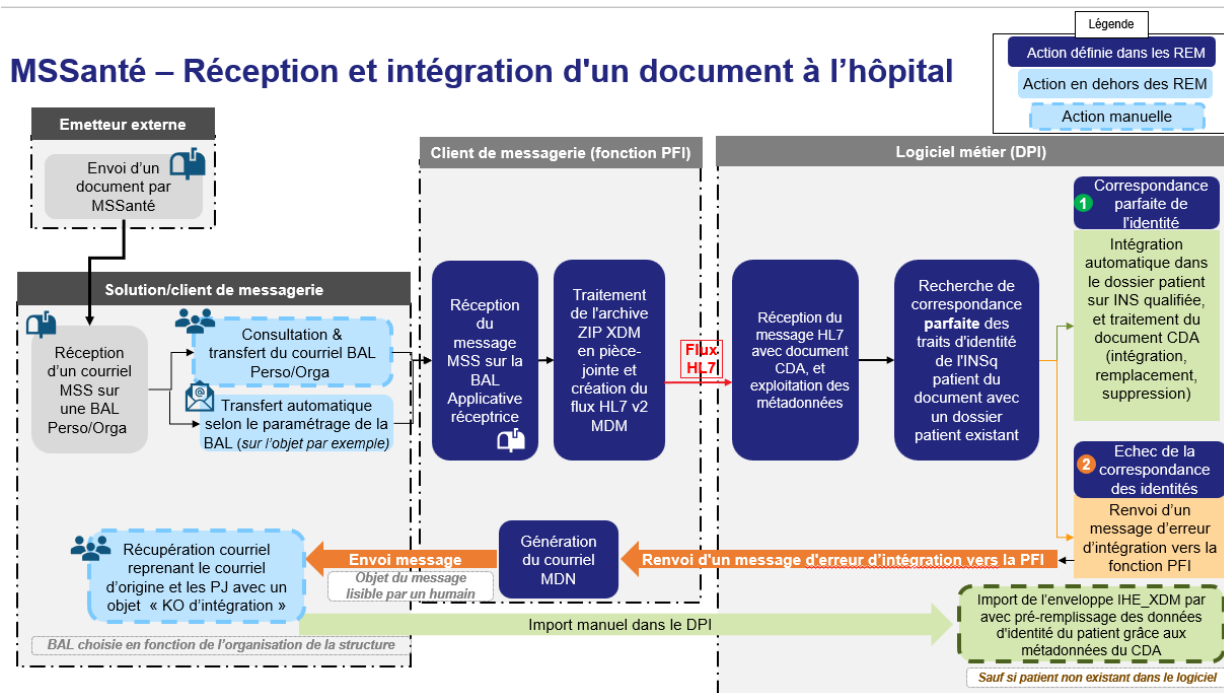 Légende
Action définie dans les REM
Action en dehors des REM
Action manuelle
MSSanté – Réception et intégration d'un document à l'hôpital
Emetteur externe
Envoi d'un
document par
MSSanté
Solution/client de messagerie
Réception
d'un courriel
MSS sur
une BAL
Perso/Orga
Consultation &
transfert du courriel BAL
Perso/Orga
Transfert automatique
selon le paramétrage de la
BAL (sur l'objet par exemple)
Client de messagerie (fonction PFI)
Réception
du
message
MSS sur la
BAL
Applicative
réceptrice
Traitement
de l'archive
ZIP XDM
en pièce-
jointe et
création du
flux HL7 v2
MDM
Flux
HL7
Logiciel métier (DPI)
Réception du
message HL7
avec document
CDA, et
exploitation des
métadonnées
Recherche de
correspondance
parfaite des
traits d'identité
de l'INSq
patient du
document avec
un dossier
patient existant
1
Correspondance
parfaite de
l'identité
Intégration
automatique dans
le dossier patient
sur INS qualifiée,
et traitement du
document CDA
(intégration,
remplacement,
suppression)
2
Echec de la
correspondance
des identités
Renvoi d'un
message d'erreur
d'intégration vers la
fonction PFI
Renvoi d'un message d'erreur d'intégration vers la PFI
Génération
du courriel
MDN
Envoi message
Objet du message
lisible par un humain
Récupération courriel
reprenant le courriel
d'origine et les PJ avec un
objet « KO d'intégration »
BAL choisie en fonction de l'organisation de la structure
Import manuel dans le DPI
Import de l'enveloppe IHE_XDM par
avec pré-remplissage des données
d'identité du patient grâce aux
métadonnées du CDA
Sauf si patient non existant dans le logiciel